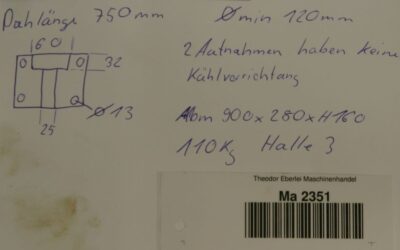 Dahlänge 750mm
Ømin 120mm
2 Aufnahmen haben keine
Kühlvorrichtung
60
32
Ø13
25
Abm 900x280xH160
110Kg Halle 3
Theodor Eberlei Maschinenhandel
Ma 2351